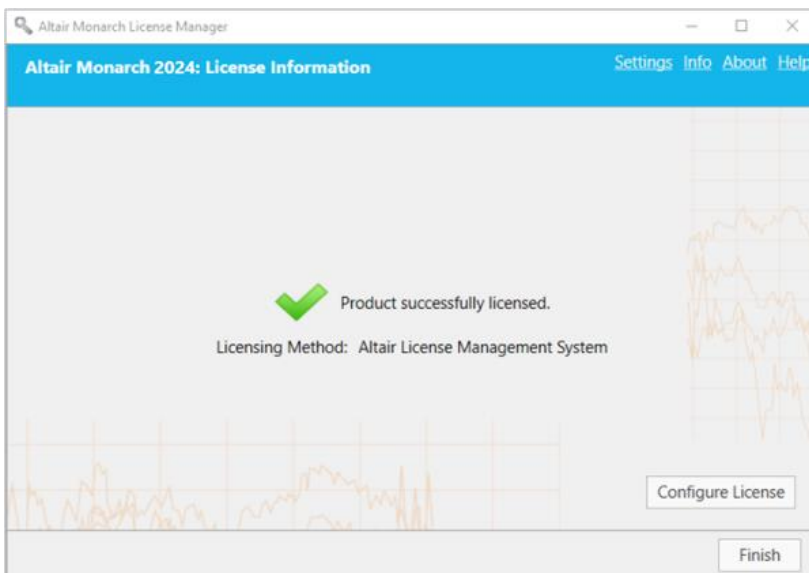 Altair Monarch License Manager
Altair Monarch 2024: License Information
Settings Info About Help
Product successfully licensed.
Licensing Method: Altair License Management System
Configure License
Finish